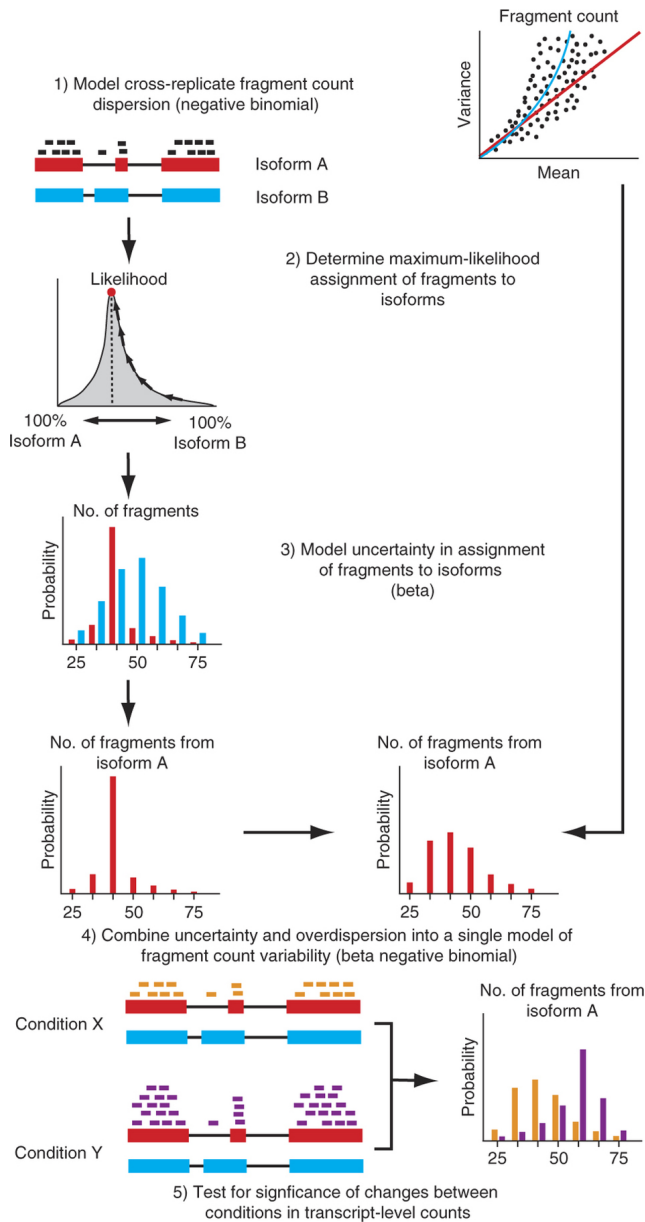 Fragment count
Variance
Mean
1) Model cross-replicate fragment count
dispersion (negative binomial)
Isoform A
Isoform B
2) Determine maximum-likelihood
assignment of fragments to
isoforms
Likelihood
100%
Isoform A
100%
Isoform B
No. of fragments
Probability
25 50 75
3) Model uncertainty in assignment
of fragments to isoforms
(beta)
No. of fragments from
isoform A
Probability
25 50 75
No. of fragments from
isoform A
Probability
25 50 75
4) Combine uncertainty and overdispersion into a single model of
fragment count variability (beta negative binomial)
Condition X
Condition Y
No. of fragments from
isoform A
Probability
25 50 75
5) Test for signficance of changes between
conditions in transcript-level counts